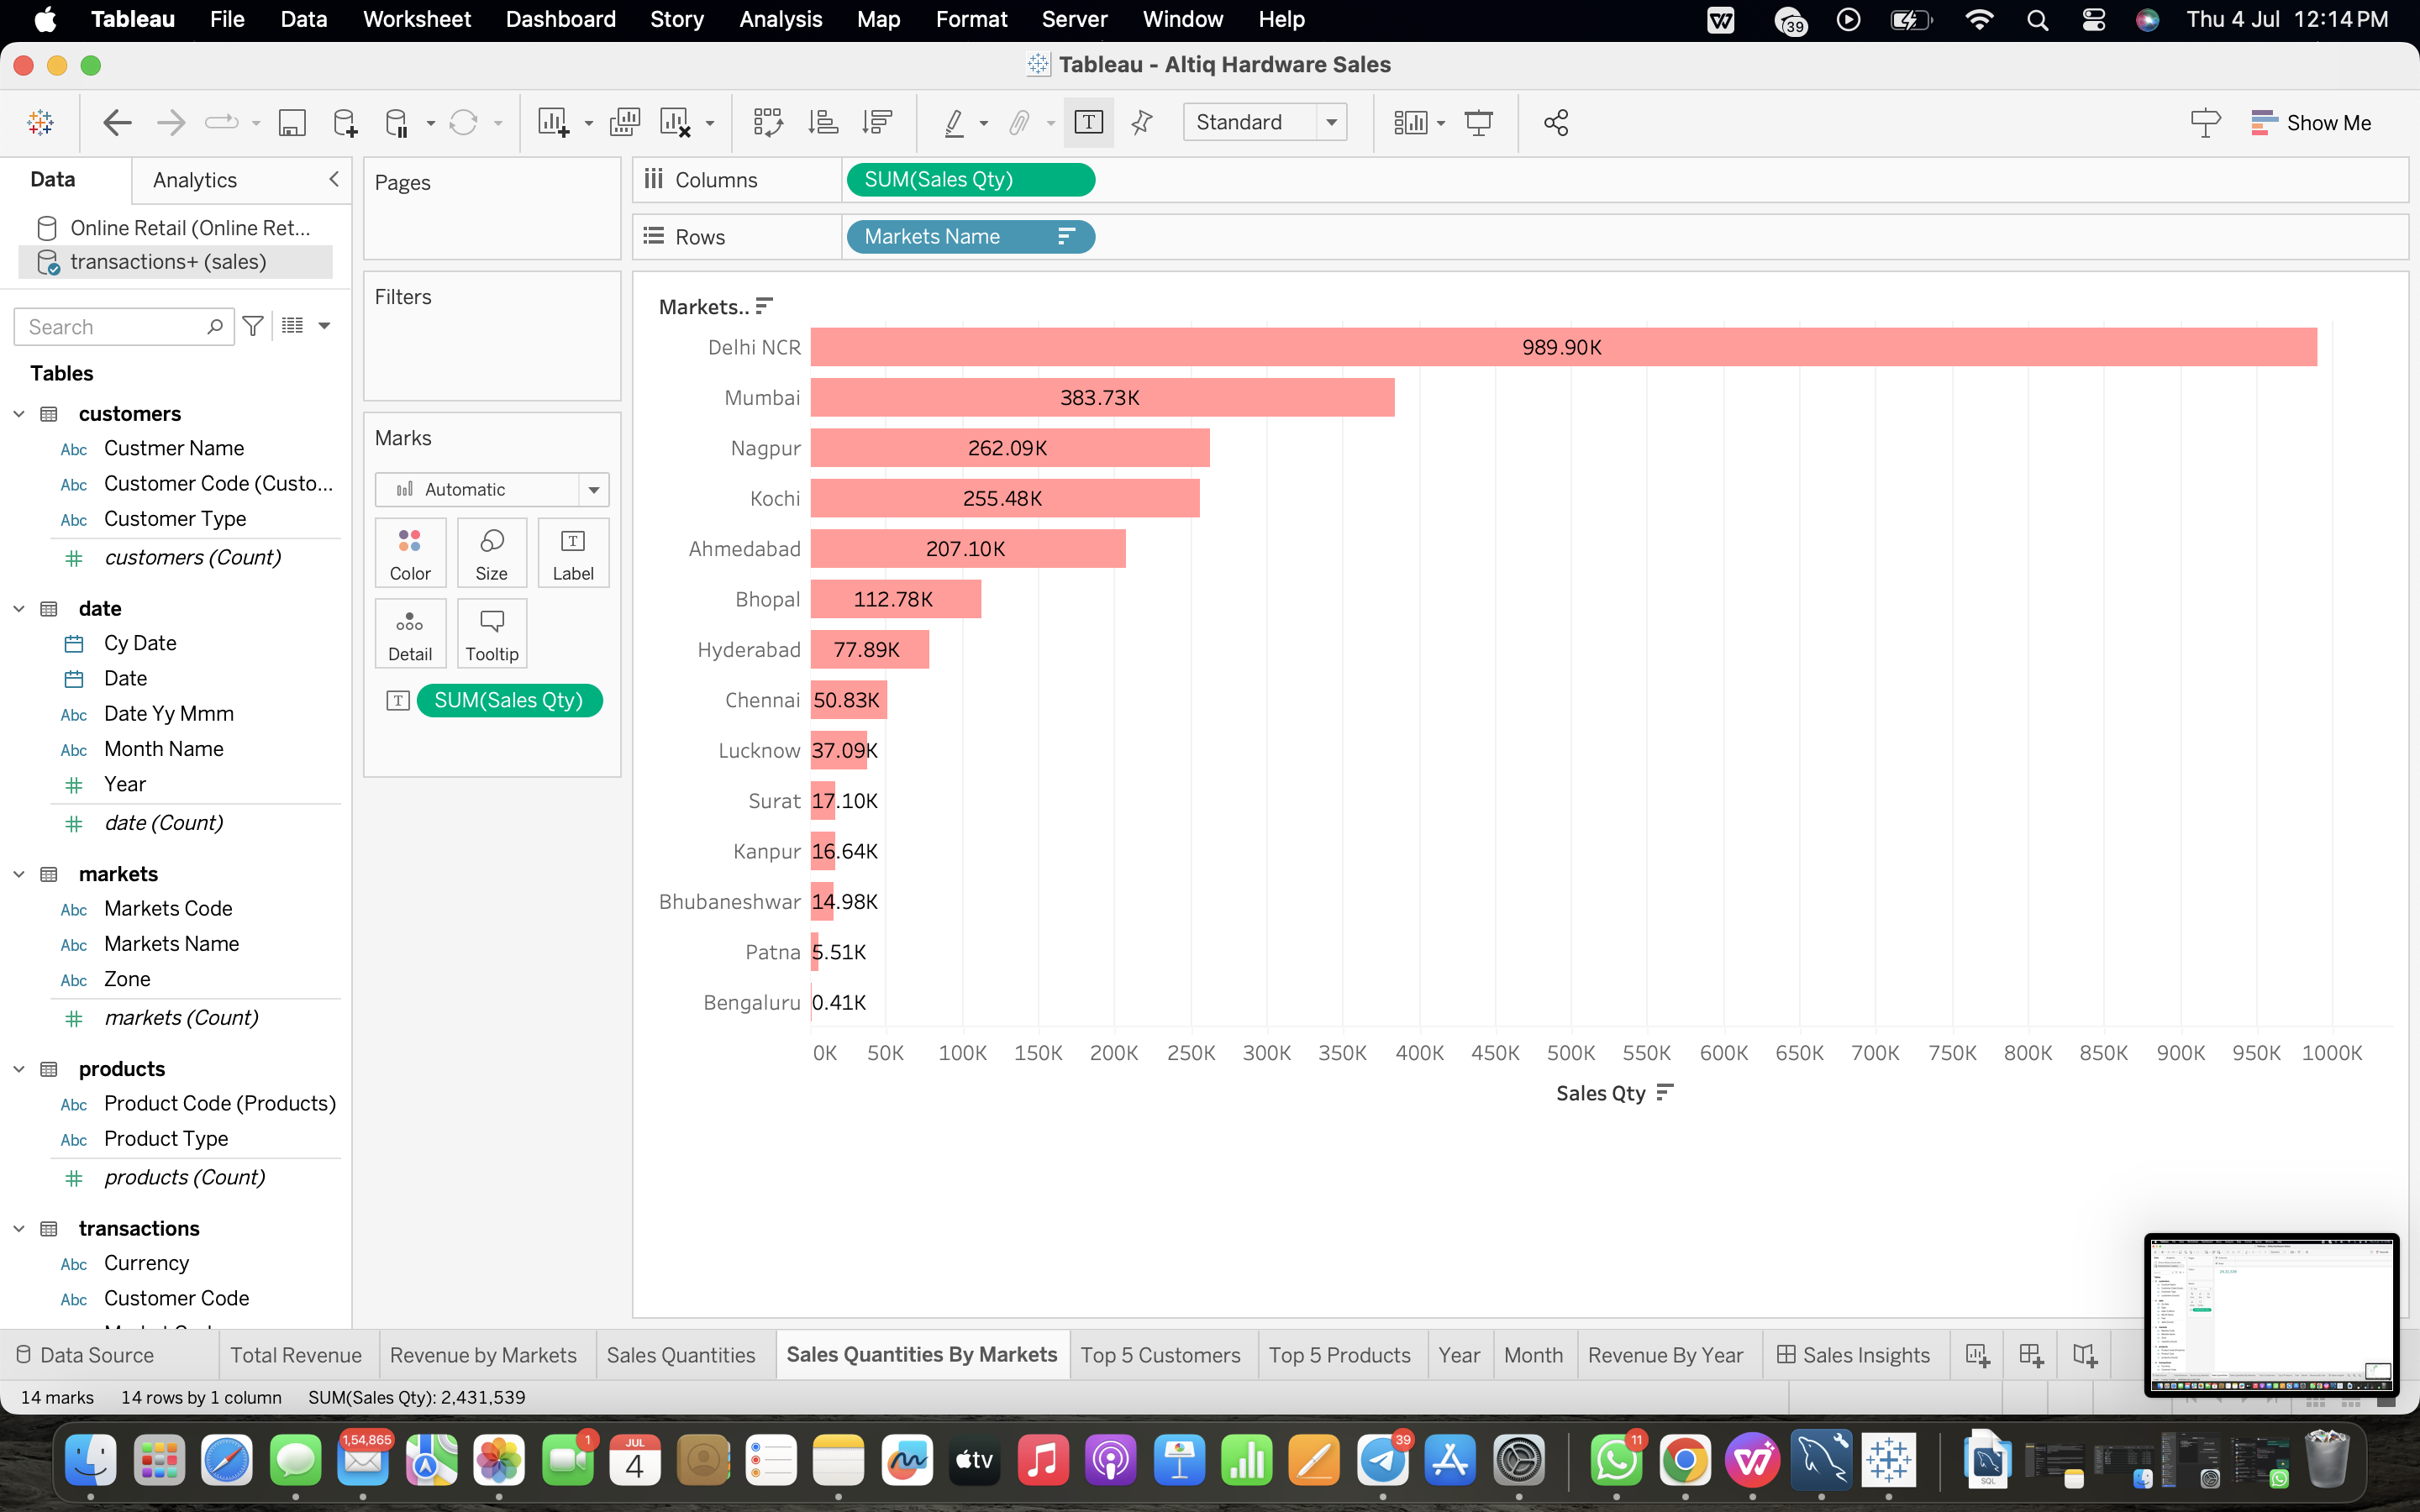 Tableau File Data Worksheet Dashboard Story Analysis Map Format Server Window Help 39 Thu 4 Jul 12:14 PM
Tableau - Altiq Hardware Sales
Standard Show Me
Data Analytics
Online Retail (Online Ret...
transactions+ (sales)
Search
Tables
customers
Abc Custmer Name
Abc Customer Code (Custo...
Abc Customer Type
customers (Count)
date
Cy Date
Date
Abc Date Yy Mmm
Abc Month Name
Year
date (Count)
markets
Abc Markets Code
Abc Markets Name
Abc Zone
markets (Count)
products
Abc Product Code (Products)
Abc Product Type
products (Count)
transactions
Abc Currency
Abc Customer Code
Pages
Filters
Marks
Automatic
Color Size Label
Detail Tooltip
SUM(Sales Qty)
Columns SUM(Sales Qty)
Rows Markets Name
Markets..
Delhi NCR 989.90K
Mumbai 383.73K
Nagpur 262.09K
Kochi 255.48K
Ahmedabad 207.10K
Bhopal 112.78K
Hyderabad 77.89K
Chennai 50.83K
Lucknow 37.09K
Surat 17.10K
Kanpur 16.64K
Bhubaneshwar 14.98K
Patna 5.51K
Bengaluru 0.41K
0K 50K 100K 150K 200K 250K 300K 350K 400K 450K 500K 550K 600K 650K 700K 750K 800K 850K 900K 950K 1000K
Sales Qty
Data Source Total Revenue Revenue by Markets Sales Quantities Sales Quantities By Markets Top 5 Customers Top 5 Products Year Month Revenue By Year Sales Insights
14 marks 14 rows by 1 column SUM(Sales Qty): 2,431,539
1,54,865 1 JUL 4 tv 39 11 SQL